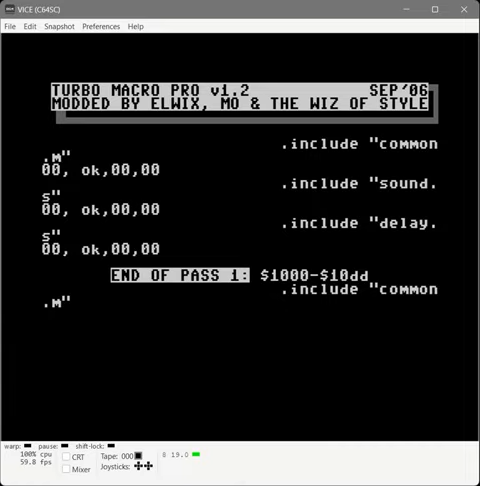 VICE (C64SC)
File Edit Snapshot Preferences Help
TURBO MACRO PRO v1.2 SEP'06
MODDED BY ELWIX, MO & THE WIZ OF STYLE
.include "common
.m"
00, ok,00,00
.include "sound.
s"
00, ok,00,00
.include "delay.
s"
00, ok,00,00
END OF PASS 1: $1000-$10dd
.include "common
.m"
warp: pause: shift-lock:
100% cpu CRT Tape: 000 8 19.0
59.8 fps Mixer Joysticks: